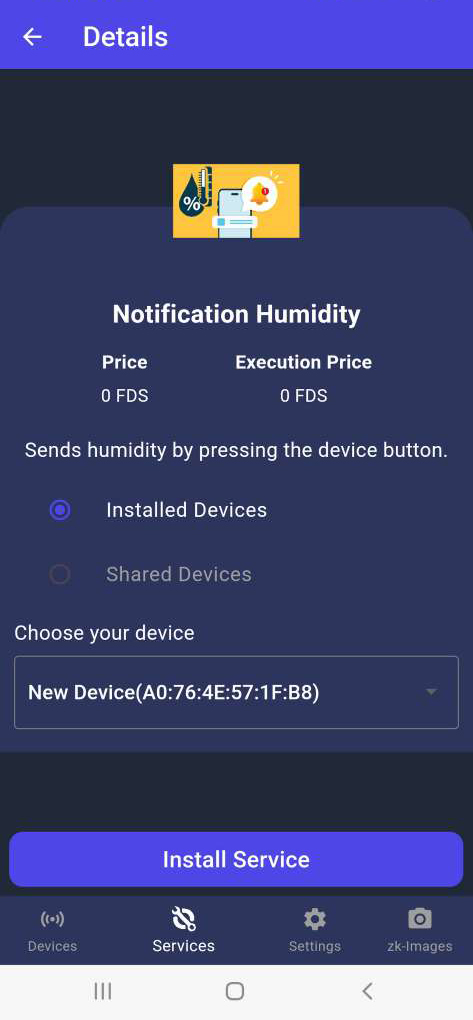 Details
%
Notification Humidity
Price Execution Price
0 FDS 0 FDS
Sends humidity by pressing the device button.
Installed Devices
Shared Devices
Choose your device
New Device(A0:76:4E:57:1F:B8)
Install Service
Devices Services Settings zk-Images